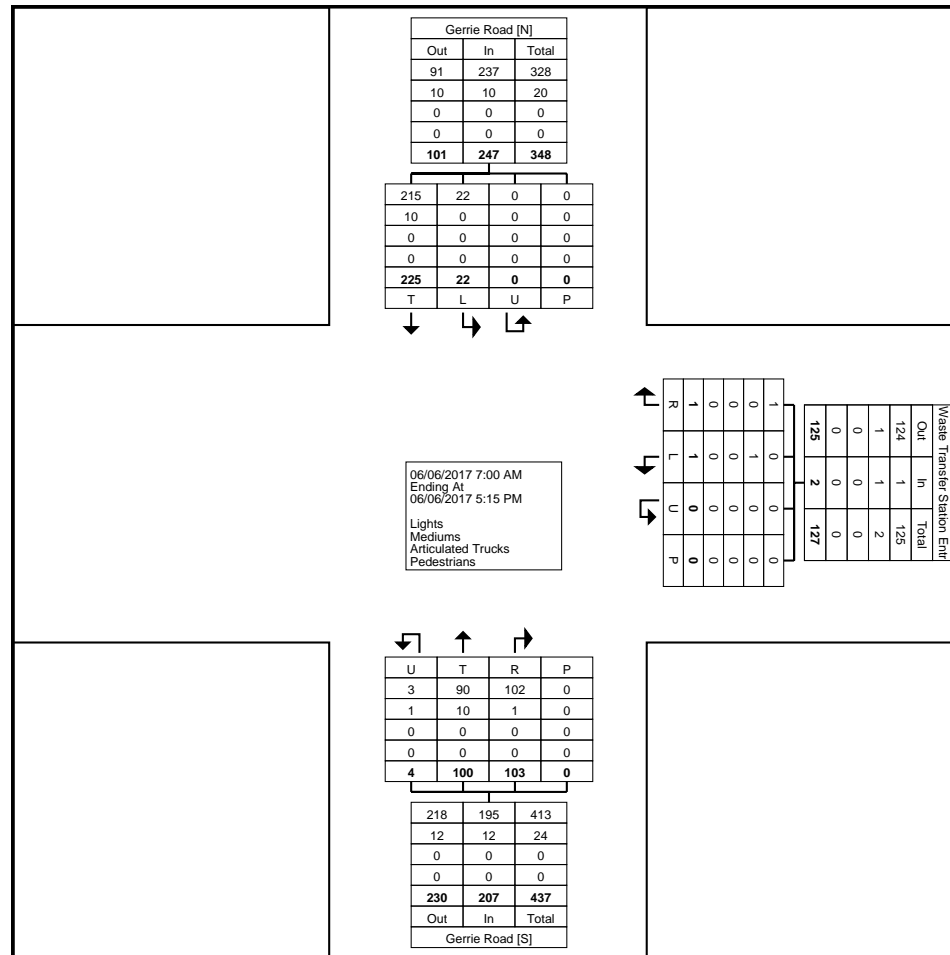 Gerrie Road [N]
Out In Total
91 237 328
10 10 20
0 0 0
0 0 0
101 247 348
215 22 0 0
10 0 0 0
0 0 0 0
0 0 0 0
225 22 0 0
T L U P
1 0 0 0
0 1 0 0
0 0 0 0
0 0 0 0
1 1 0 0
R L U P
Waste Transfer Station Entr
Out In Total
124 1 125
1 1 2
0 0 0
0 0 0
125 2 127
06/06/2017 7:00 AM
Ending At
06/06/2017 5:15 PM
Lights
Mediums
Articulated Trucks
Pedestrians
U T R P
3 90 102 0
1 10 1 0
0 0 0 0
0 0 0 0
4 100 103 0
218 195 413
12 12 24
0 0 0
0 0 0
230 207 437
Out In Total
Gerrie Road [S]